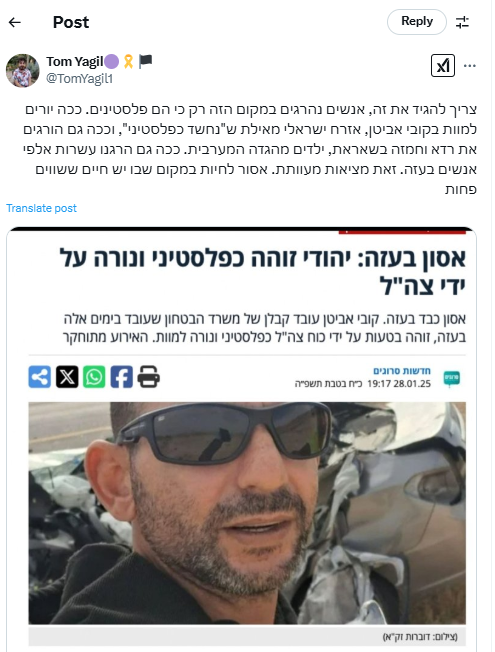 Post
Reply
Tom Yagil
@TomYagil1
צריך להגיד את זה, אנשים נהרגים במקום הזה רק כי הם פלסטינים. ככה יורים
למוות בקובי אביטן, אזרח ישראלי מאילת ש"נחשד כפלסטיני", וככה גם הורגים
את רדא וחמזה בשאראת, ילדים מהגדה המערבית. ככה גם הרגנו עשרות אלפי
אנשים בעזה. זאת מציאות מעוותת. אסור לחיות במקום שבו יש חיים ששווים
פחות
Translate post
אסון בעזה: יהודי זוהה כפלסטיני ונורה על
ידי צה"ל
אסון כבד בעזה. קובי אביטן עובד קבלן של משרד הבטחון שעובד בימים אלה
בעזה, זוהה בטעות על ידי כוח צה"ל כפלסטיני ונורה למוות. האירוע מתוחקר
חדשות סרוגים
28.01.25 19:17 כ"ח בטבת תשפ"ה
סרוגים
(צילום: דוברות זק"א)